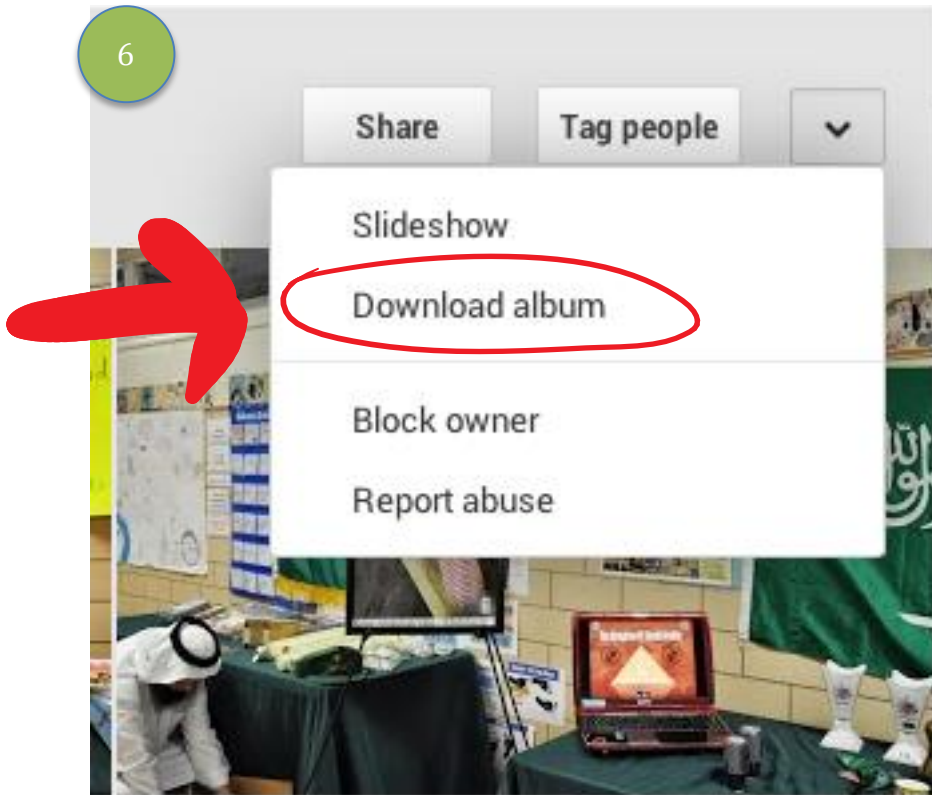 6
Share
Tag people
Slideshow
Download album
Block owner
Report abuse